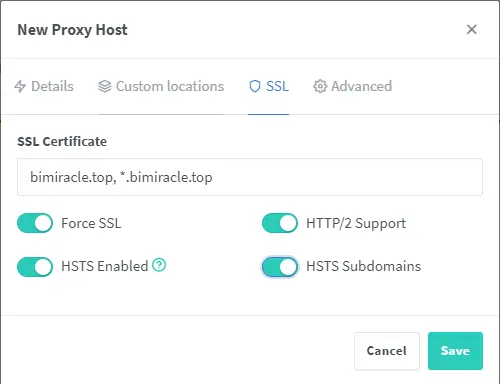 New Proxy Host
Details Custom locations SSL Advanced
SSL Certificate
bimiracle.top, *.bimiracle.top
Force SSL HTTP/2 Support
HSTS Enabled HSTS Subdomains
Cancel Save